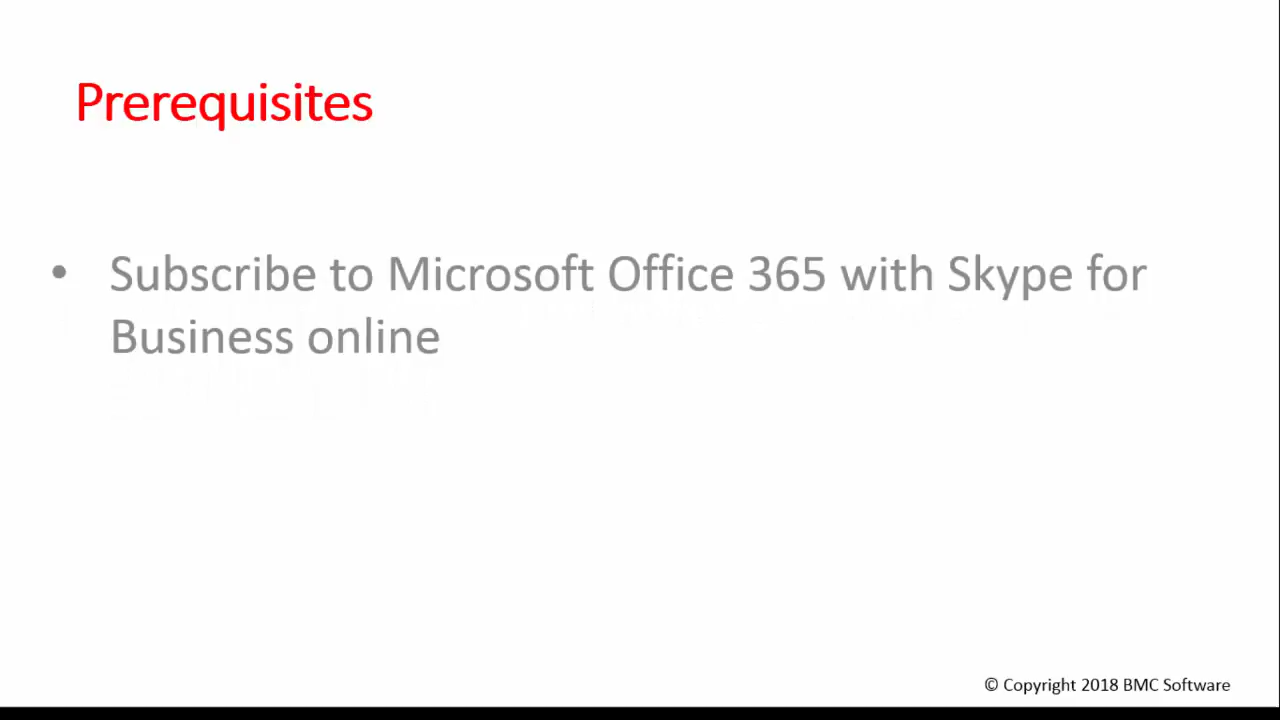 Prerequisites
• Subscribe to Microsoft Office 365 with Skype for
Business online
© Copyright 2018 BMC Software